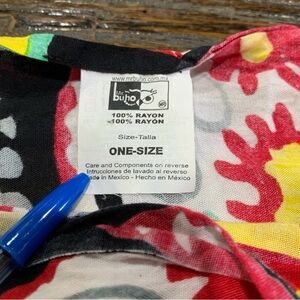 www.mrbuho.com.mx
Mr
buho
100% RAYON
100% RAYON
Size-Talla
ONE-SIZE
Care and Components on reverse
Intrucciones de lavado al reverso
Made in Mexico - Hecho en México